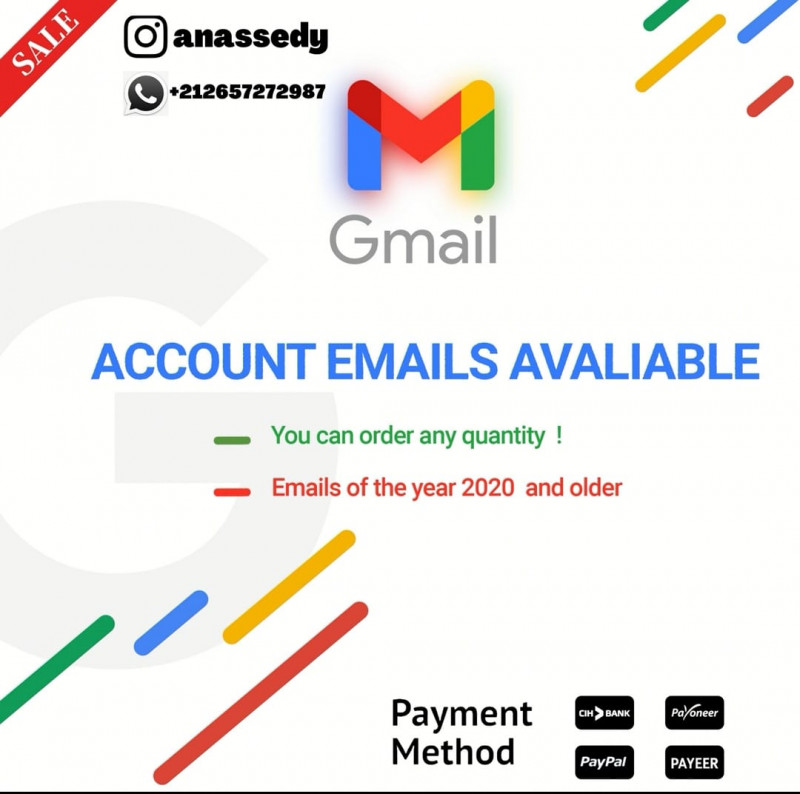 SALE
anassedy
+212657272987
Gmail
ACCOUNT EMAILS AVALIABLE
You can order any quantity !
Emails of the year 2020 and older
Payment
Method
CIH BANK
Payoneer
PayPal
PAYEER